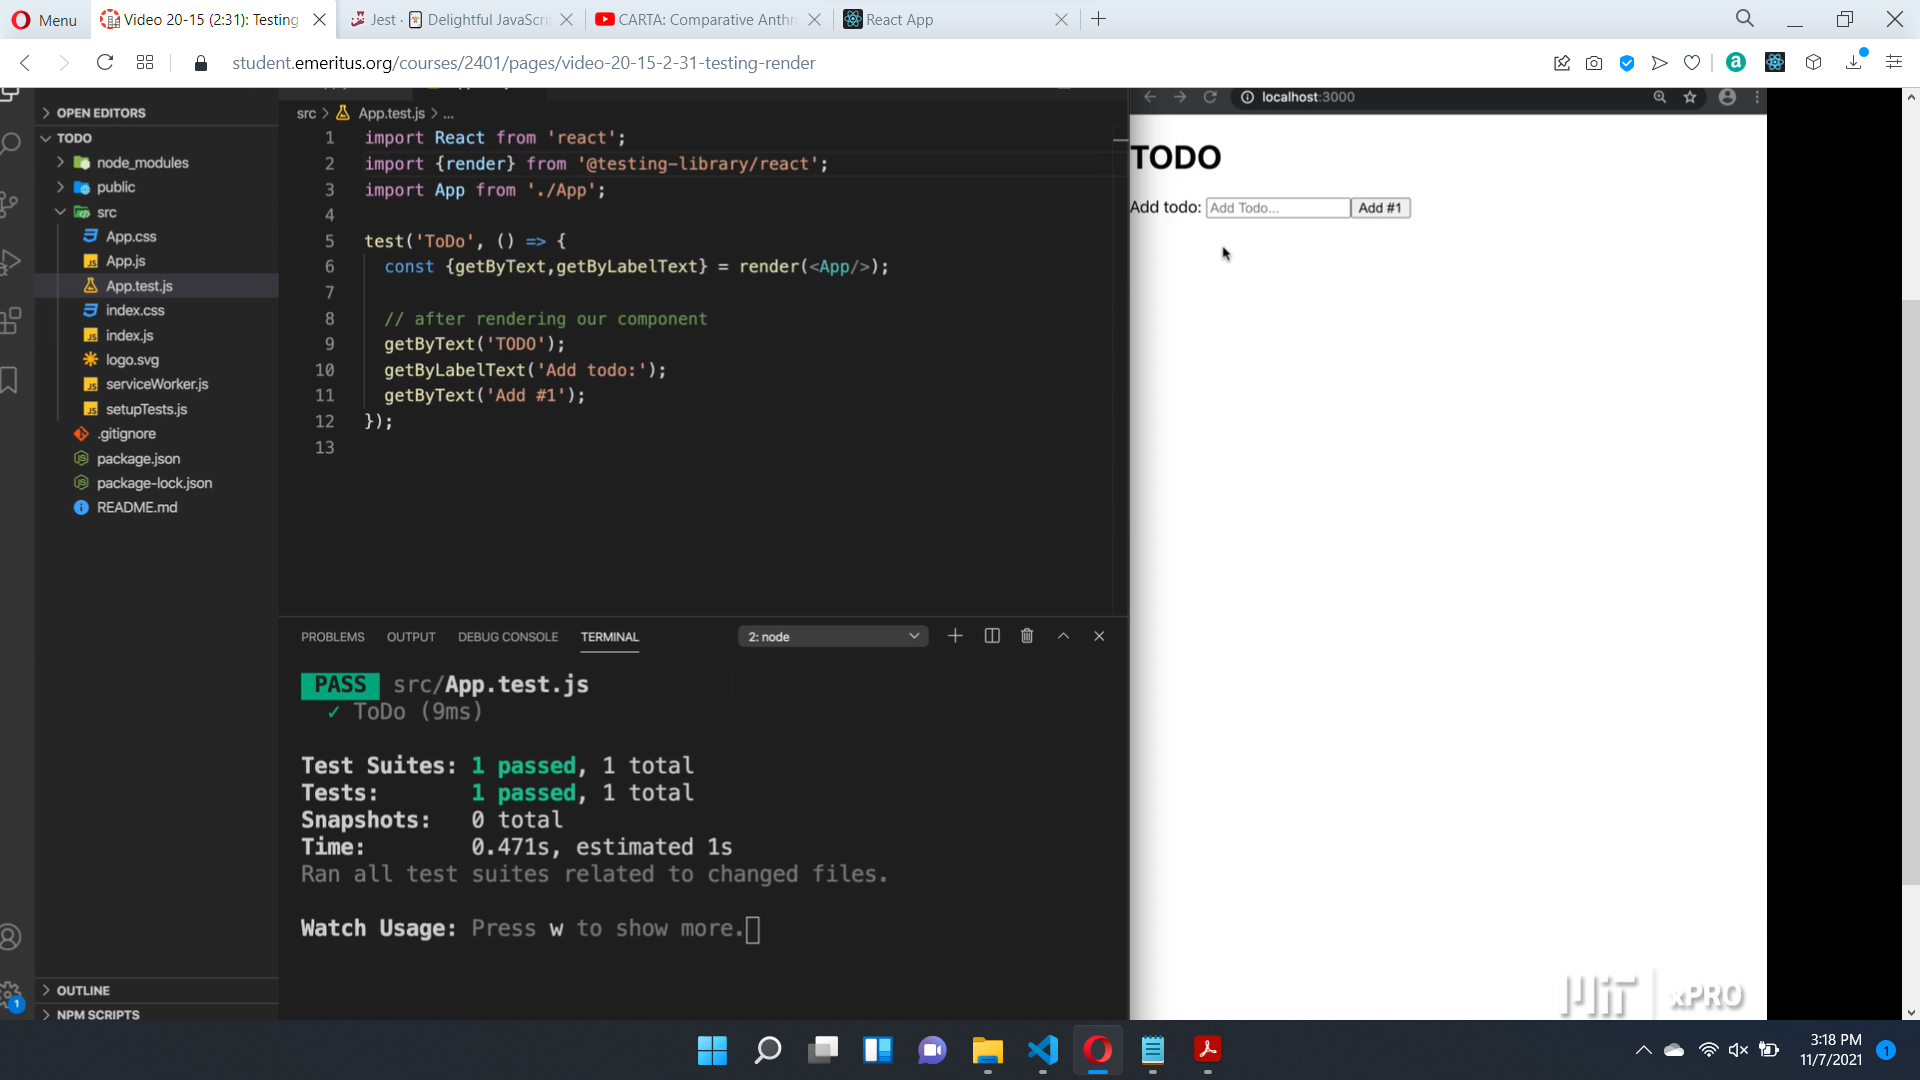 Menu
Video 20-15 (2:31): Testing
Jest · Delightful JavaScri
CARTA: Comparative Anthr
React App
student.emeritus.org/courses/2401/pages/video-20-15-2-31-testing-render
OPEN EDITORS
TODO
node_modules
public
src
App.css
App.js
App.test.js
index.css
index.js
logo.svg
serviceWorker.js
setupTests.js
.gitignore
package.json
package-lock.json
README.md
OUTLINE
NPM SCRIPTS
1
src > App.test.js > ...
1 import React from 'react';
2 import {render} from '@testing-library/react';
3 import App from './App';
4
5 test('ToDo', () => {
6 const {getByText,getByLabelText} = render(<App/>);
7
8 // after rendering our component
9 getByText('TODO');
10 getByLabelText('Add todo:');
11 getByText('Add #1');
12 });
13
PROBLEMS OUTPUT DEBUG CONSOLE TERMINAL 2: node
PASS src/App.test.js
✓ ToDo (9ms)
Test Suites: 1 passed, 1 total
Tests: 1 passed, 1 total
Snapshots: 0 total
Time: 0.471s, estimated 1s
Ran all test suites related to changed files.
Watch Usage: Press w to show more.
localhost:3000
TODO
Add todo: Add Todo... Add #1
MIT xPRO
3:18 PM
11/7/2021
1